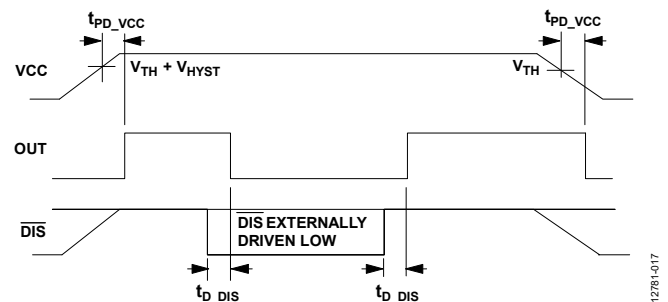 tPD_VCC
tPD_VCC
VCC
VTH + VHYST
VTH
OUT
DIS
DIS EXTERNALLY
DRIVEN LOW
tD_DIS
tD_DIS
12781-017